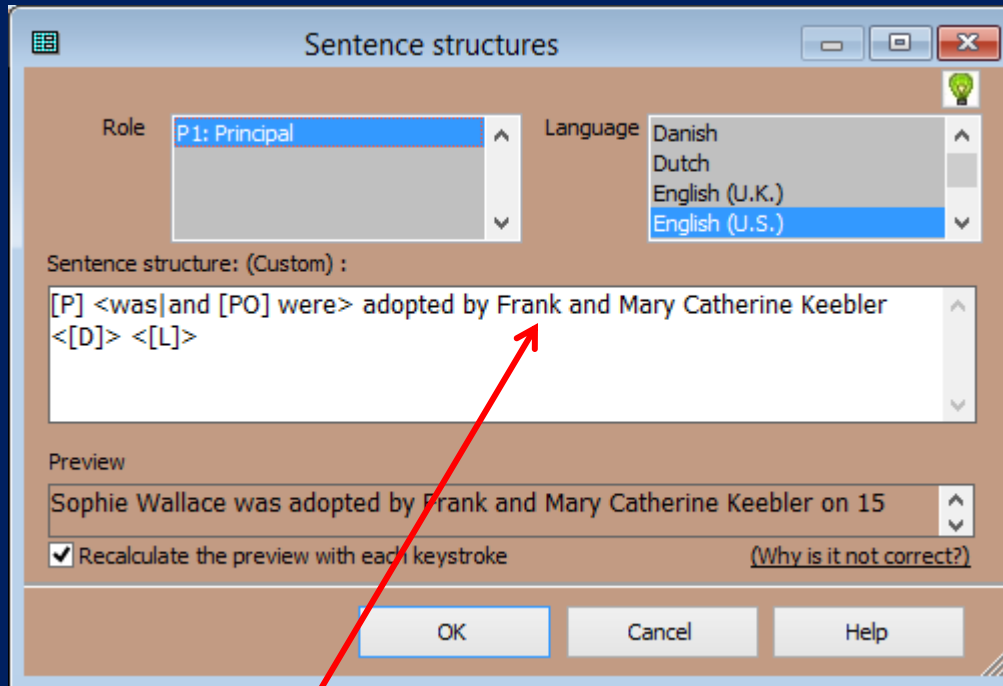 Sentence structures
Role
P1: Principal
Language
Danish
Dutch
English (U.K.)
English (U.S.)
Sentence structure: (Custom) :
[P] <was|and [PO] were> adopted by Frank and Mary Catherine Keebler
<[D]> <[L]>
Preview
Sophie Wallace was adopted by Frank and Mary Catherine Keebler on 15
Recalculate the preview with each keystroke
(Why is it not correct?)
OK
Cancel
Help